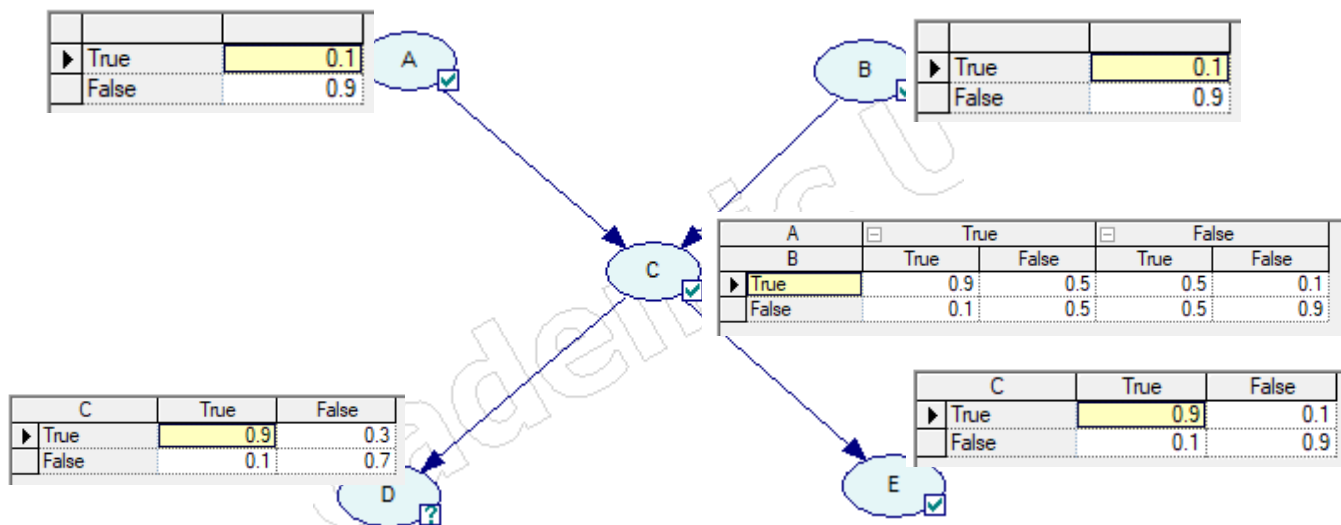 True 0.1
False 0.9
A
B
True 0.1
False 0.9
A True False
B True False True False
True 0.9 0.5 0.5 0.1
False 0.1 0.5 0.5 0.9
C
C True False
True 0.9 0.3
False 0.1 0.7
D
?
C True False
True 0.9 0.1
False 0.1 0.9
E